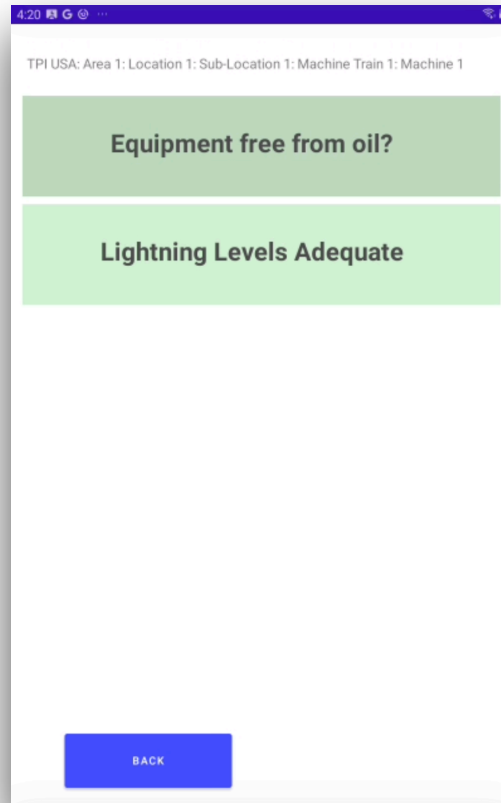 4:20 G
TPI USA: Area 1: Location 1: Sub-Location 1: Machine Train 1: Machine 1
Equipment free from oil?
Lightning Levels Adequate
BACK